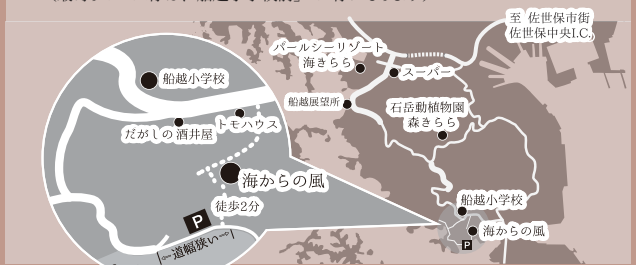 至 佐世保市街
佐世保中央I.C.
パールシーリゾート
海きらら
スーパー
船越展望所
石岳動植物園
森きらら
船越小学校
海からの風
P
船越小学校
トモハウス
だがしの酒井屋
海からの風
徒歩2分
P
道幅狭い